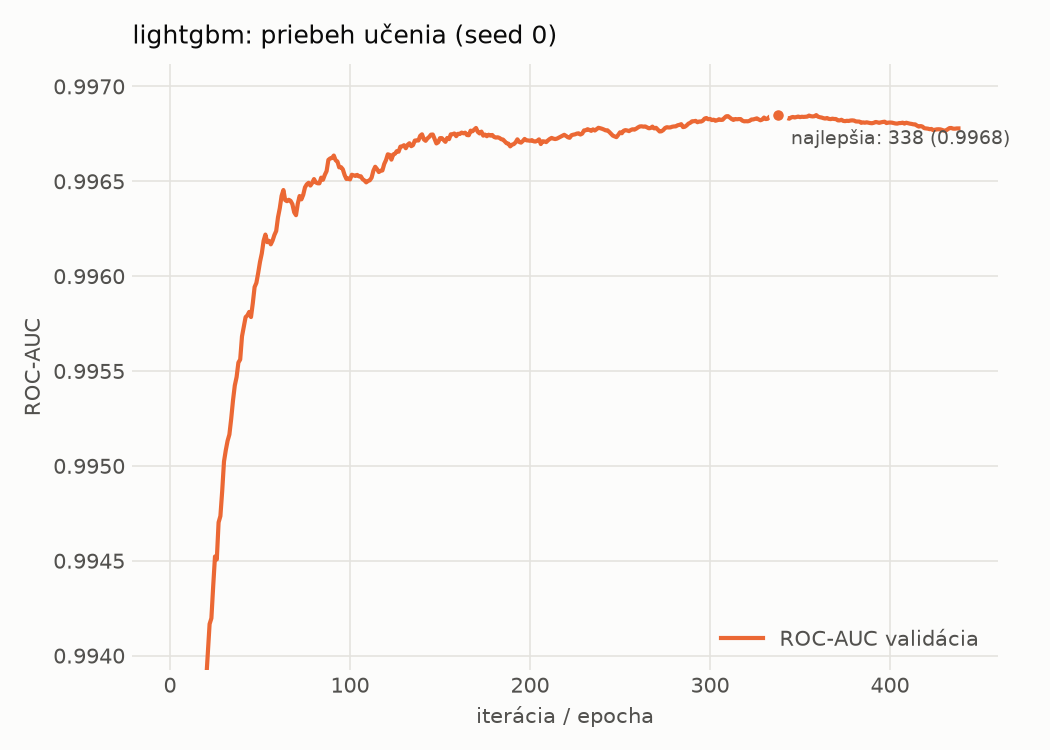 lightgbm: priebeh učenia (seed 0)
0.9970
0.9965
0.9960
0.9955
0.9950
0.9945
0.9940
ROC-AUC
najlepšia: 338 (0.9968)
ROC-AUC validácia
0 100 200 300 400
iterácia / epocha